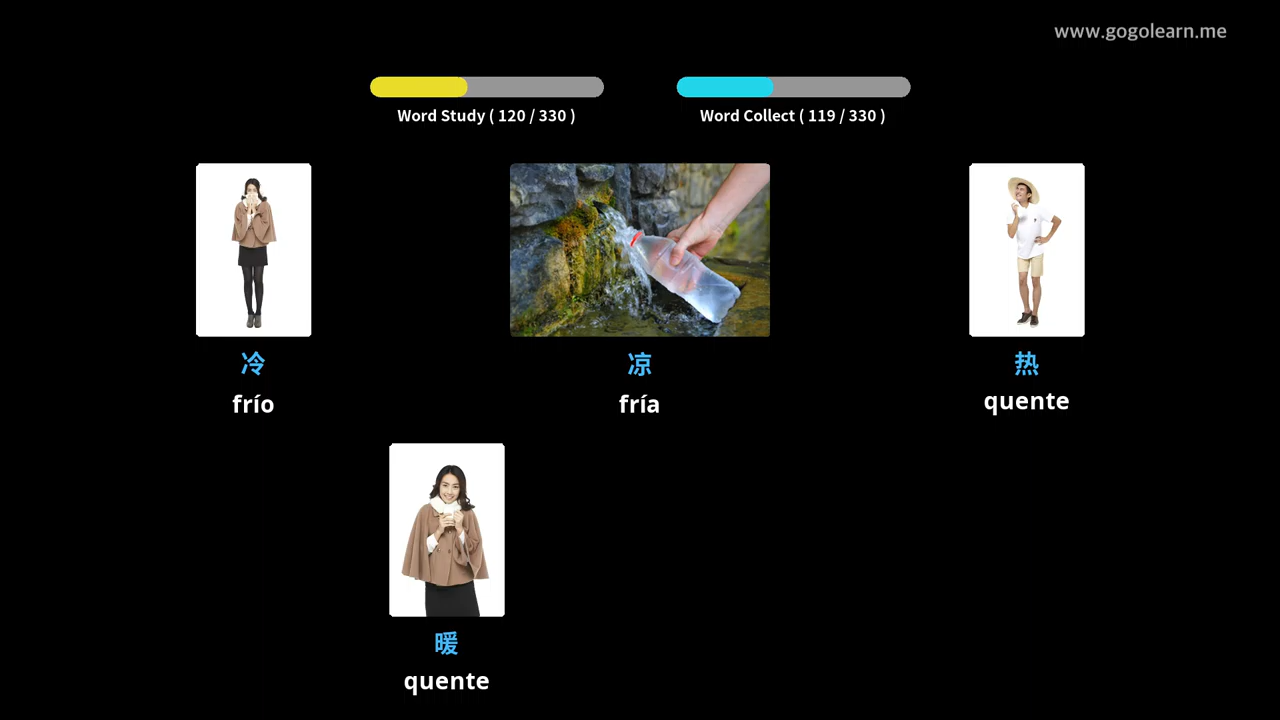 www.gogolearn.me
Word Study ( 120 / 330 )
Word Collect ( 119 / 330 )
冷
frío
凉
fría
热
quente
暖
quente